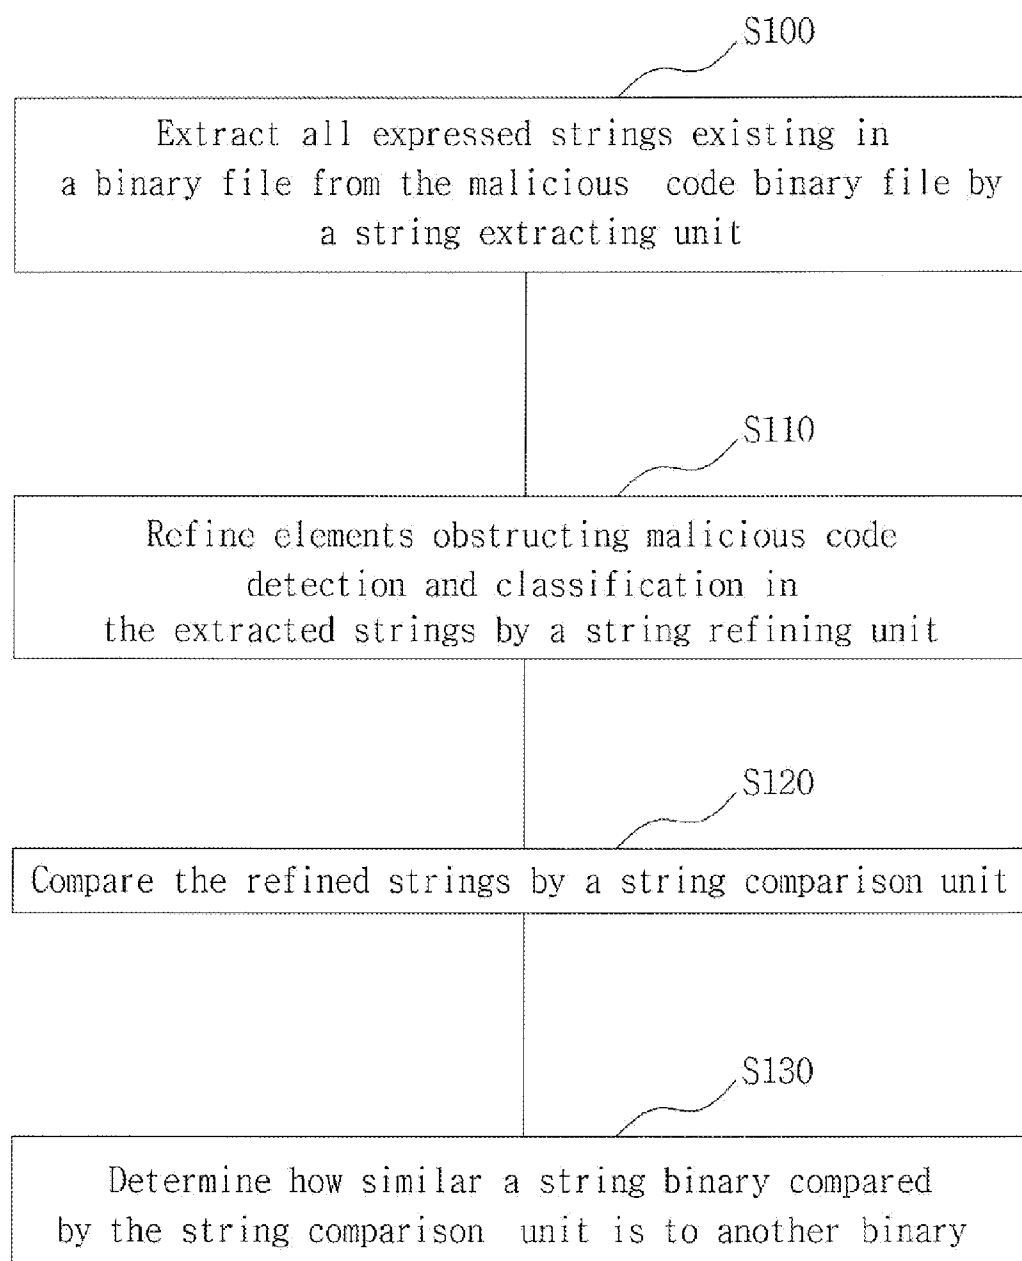 S100
Extract all expressed strings existing in
a binary file from the malicious code binary file by
a string extracting unit
S110
Refine elements obstructing malicious code
detection and classification in
the extracted strings by a string refining unit
S120
Compare the refined strings by a string comparison unit
S130
Determine how similar a string binary compared
by the string comparison unit is to another binary